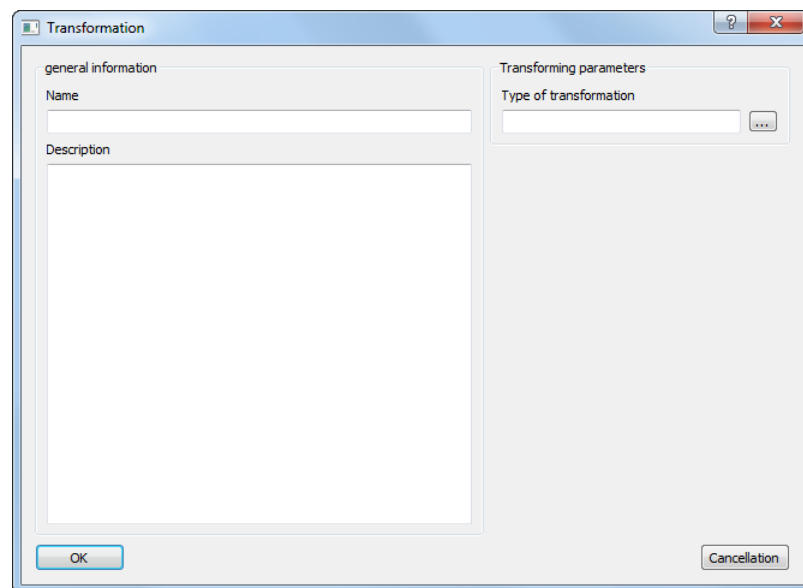 Transformation
general information
Name
Description
Transforming parameters
Type of transformation
...
OK
Cancellation